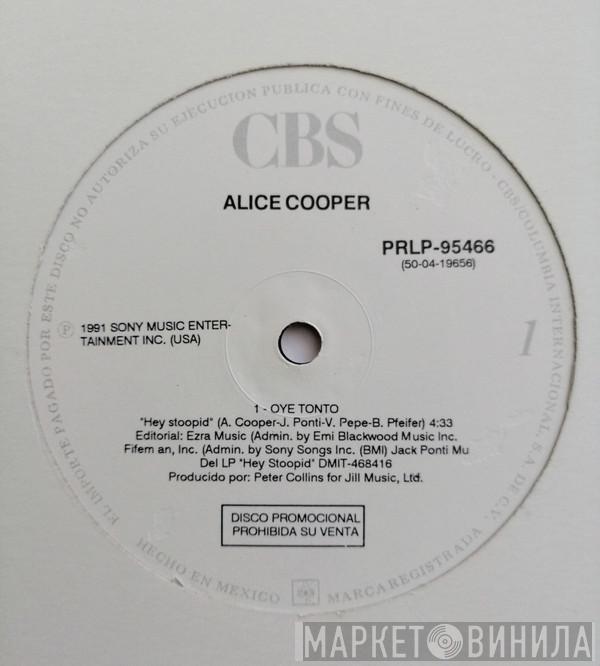 EL IMPORTE PAGADO POR ESTE DISCO NO AUTORIZA SU EJECUCION PUBLICA CON FINES DE LUCRO - CBS/COLUMBIA INTERNACIONAL, S.A. DE C.V.
CBS
ALICE COOPER
PRLP-95466
(50-04-19656)
Ⓟ 1991 SONY MUSIC ENTER-
TAINMENT INC. (USA)
1
1 - OYE TONTO
"Hey stoopid" (A. Cooper-J. Ponti-V. Pepe-B. Pfeifer) 4:33
Editorial: Ezra Music (Admin. by Emi Blackwood Music Inc.
Fifem an, Inc. (Admin. by Sony Songs Inc. (BMI) Jack Ponti Mu
Del LP "Hey Stoopid" DMIT-468416
Producido por: Peter Collins for Jill Music, Ltd.
DISCO PROMOCIONAL
PROHIBIDA SU VENTA
HECHO EN MEXICO MARCA REGISTRADA
МАРКЕТ ВИНИЛА